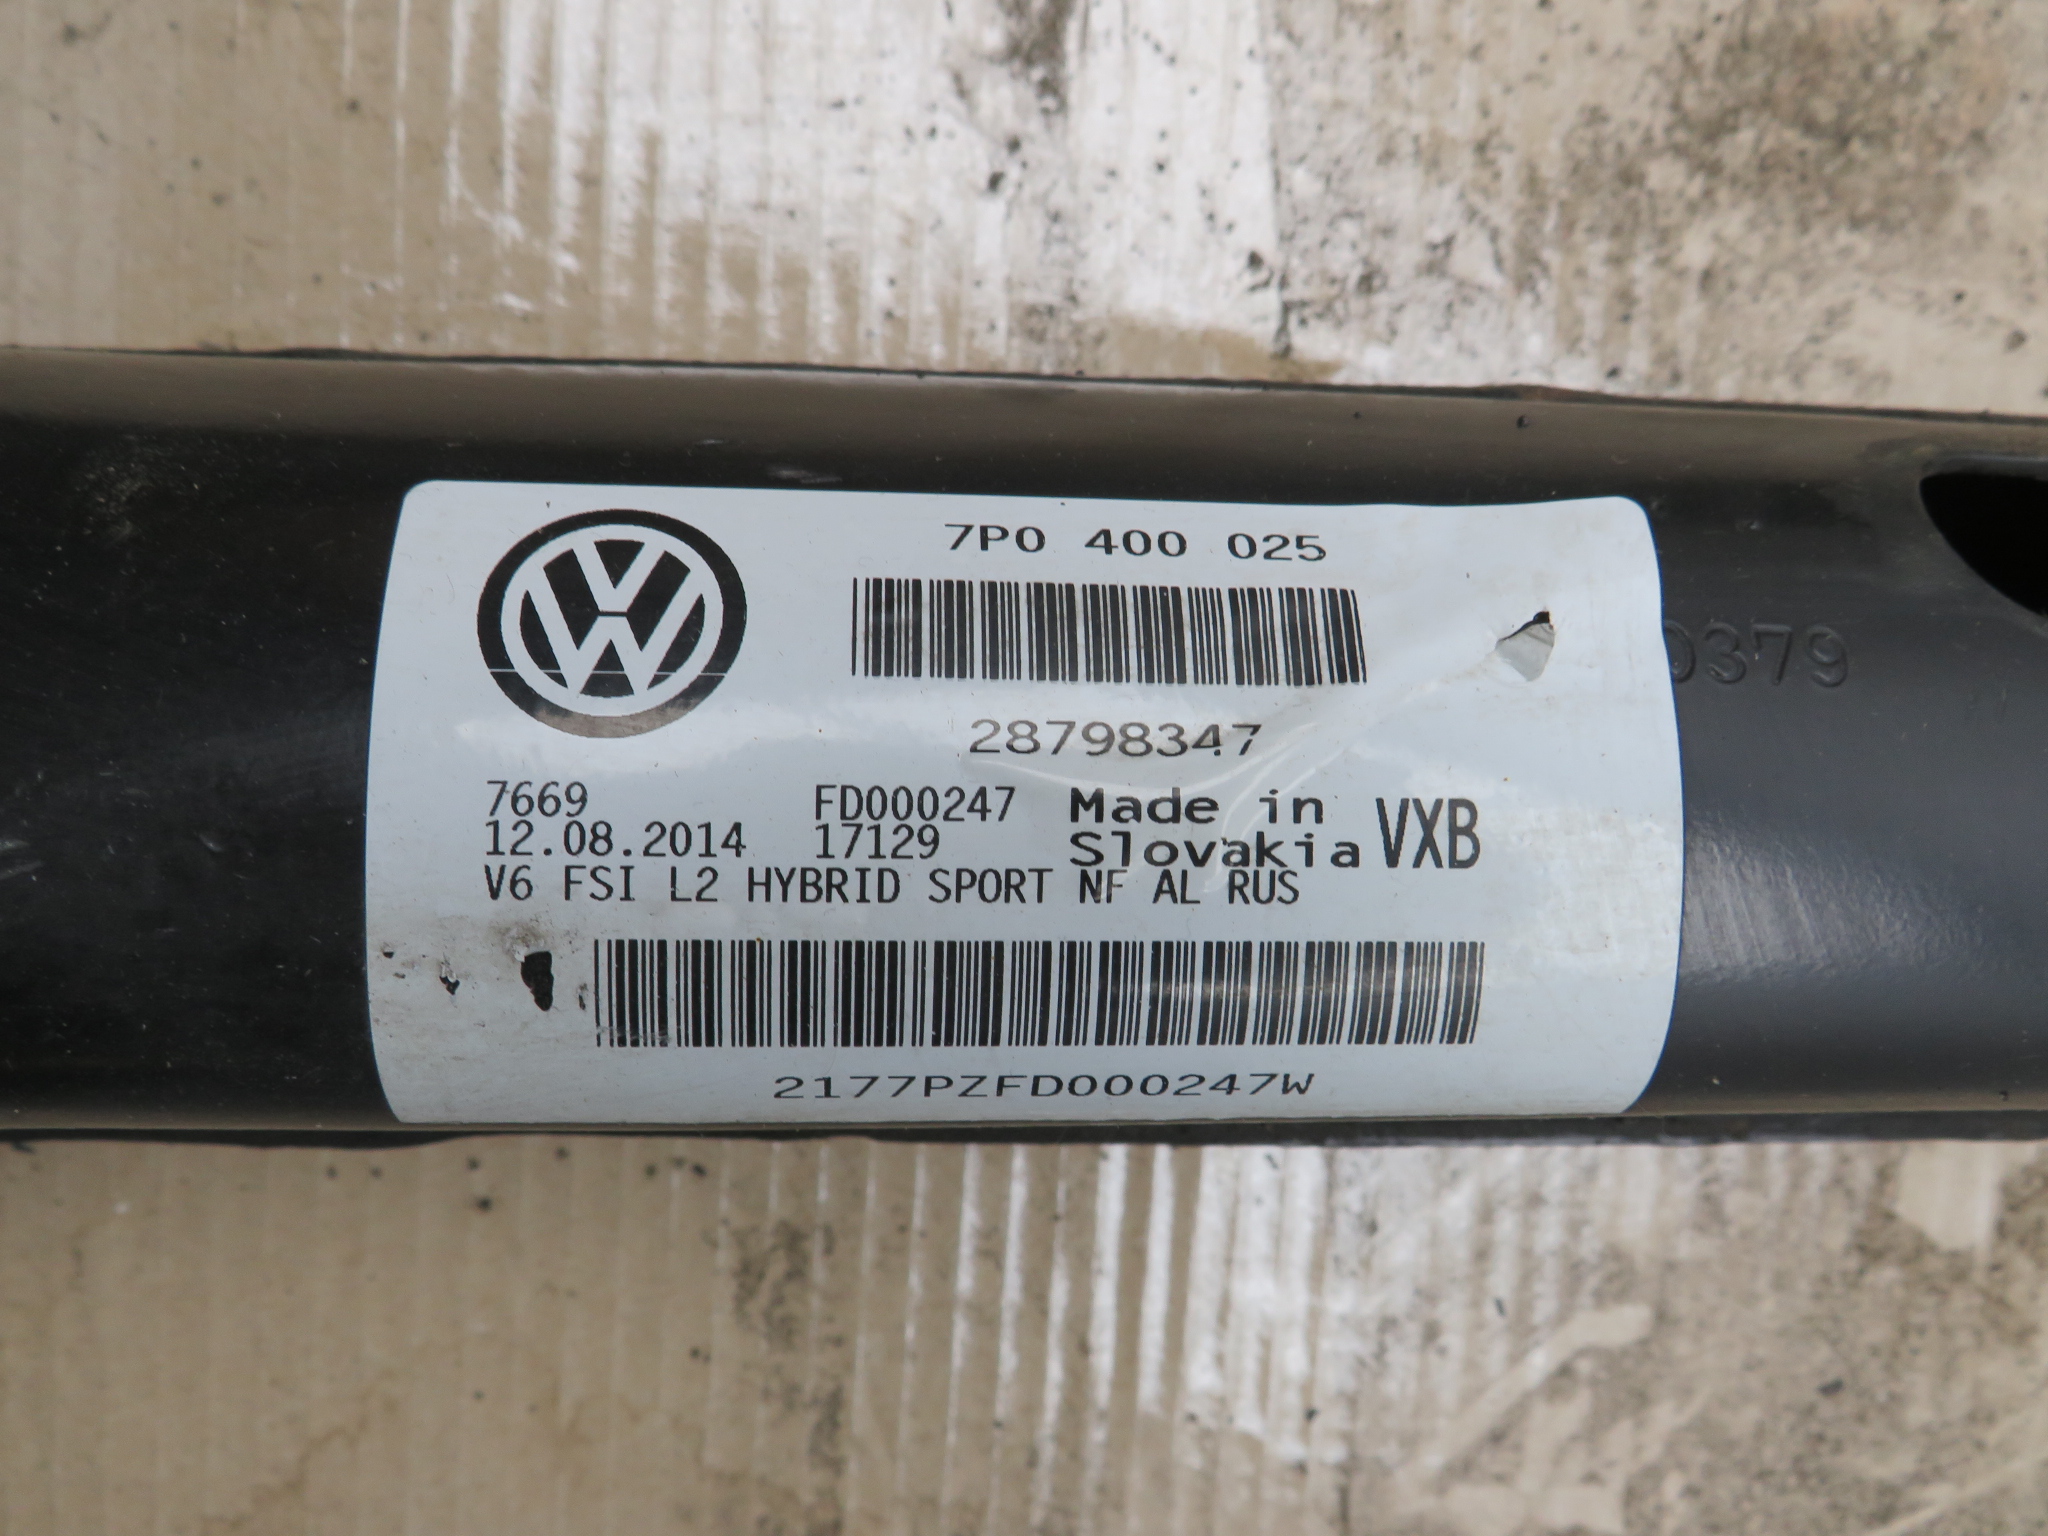 7P0 400 025
28798347
7669 FD000247 Made in
12.08.2014 17129 Slovakia VXB
V6 FSI L2 HYBRID SPORT NF AL RUS
2177PZFD000247W
0379